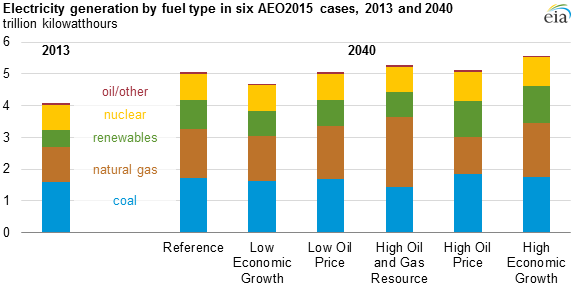 Electricity generation by fuel type in six AEO2015 cases, 2013 and 2040
trillion kilowatthours
eia
6
2013
2040
5
oil/other
4
nuclear
renewables
3
natural gas
2
coal
1
0
Reference
Low
Economic
Growth
Low Oil
Price
High Oil
and Gas
Resource
High Oil
Price
High
Economic
Growth